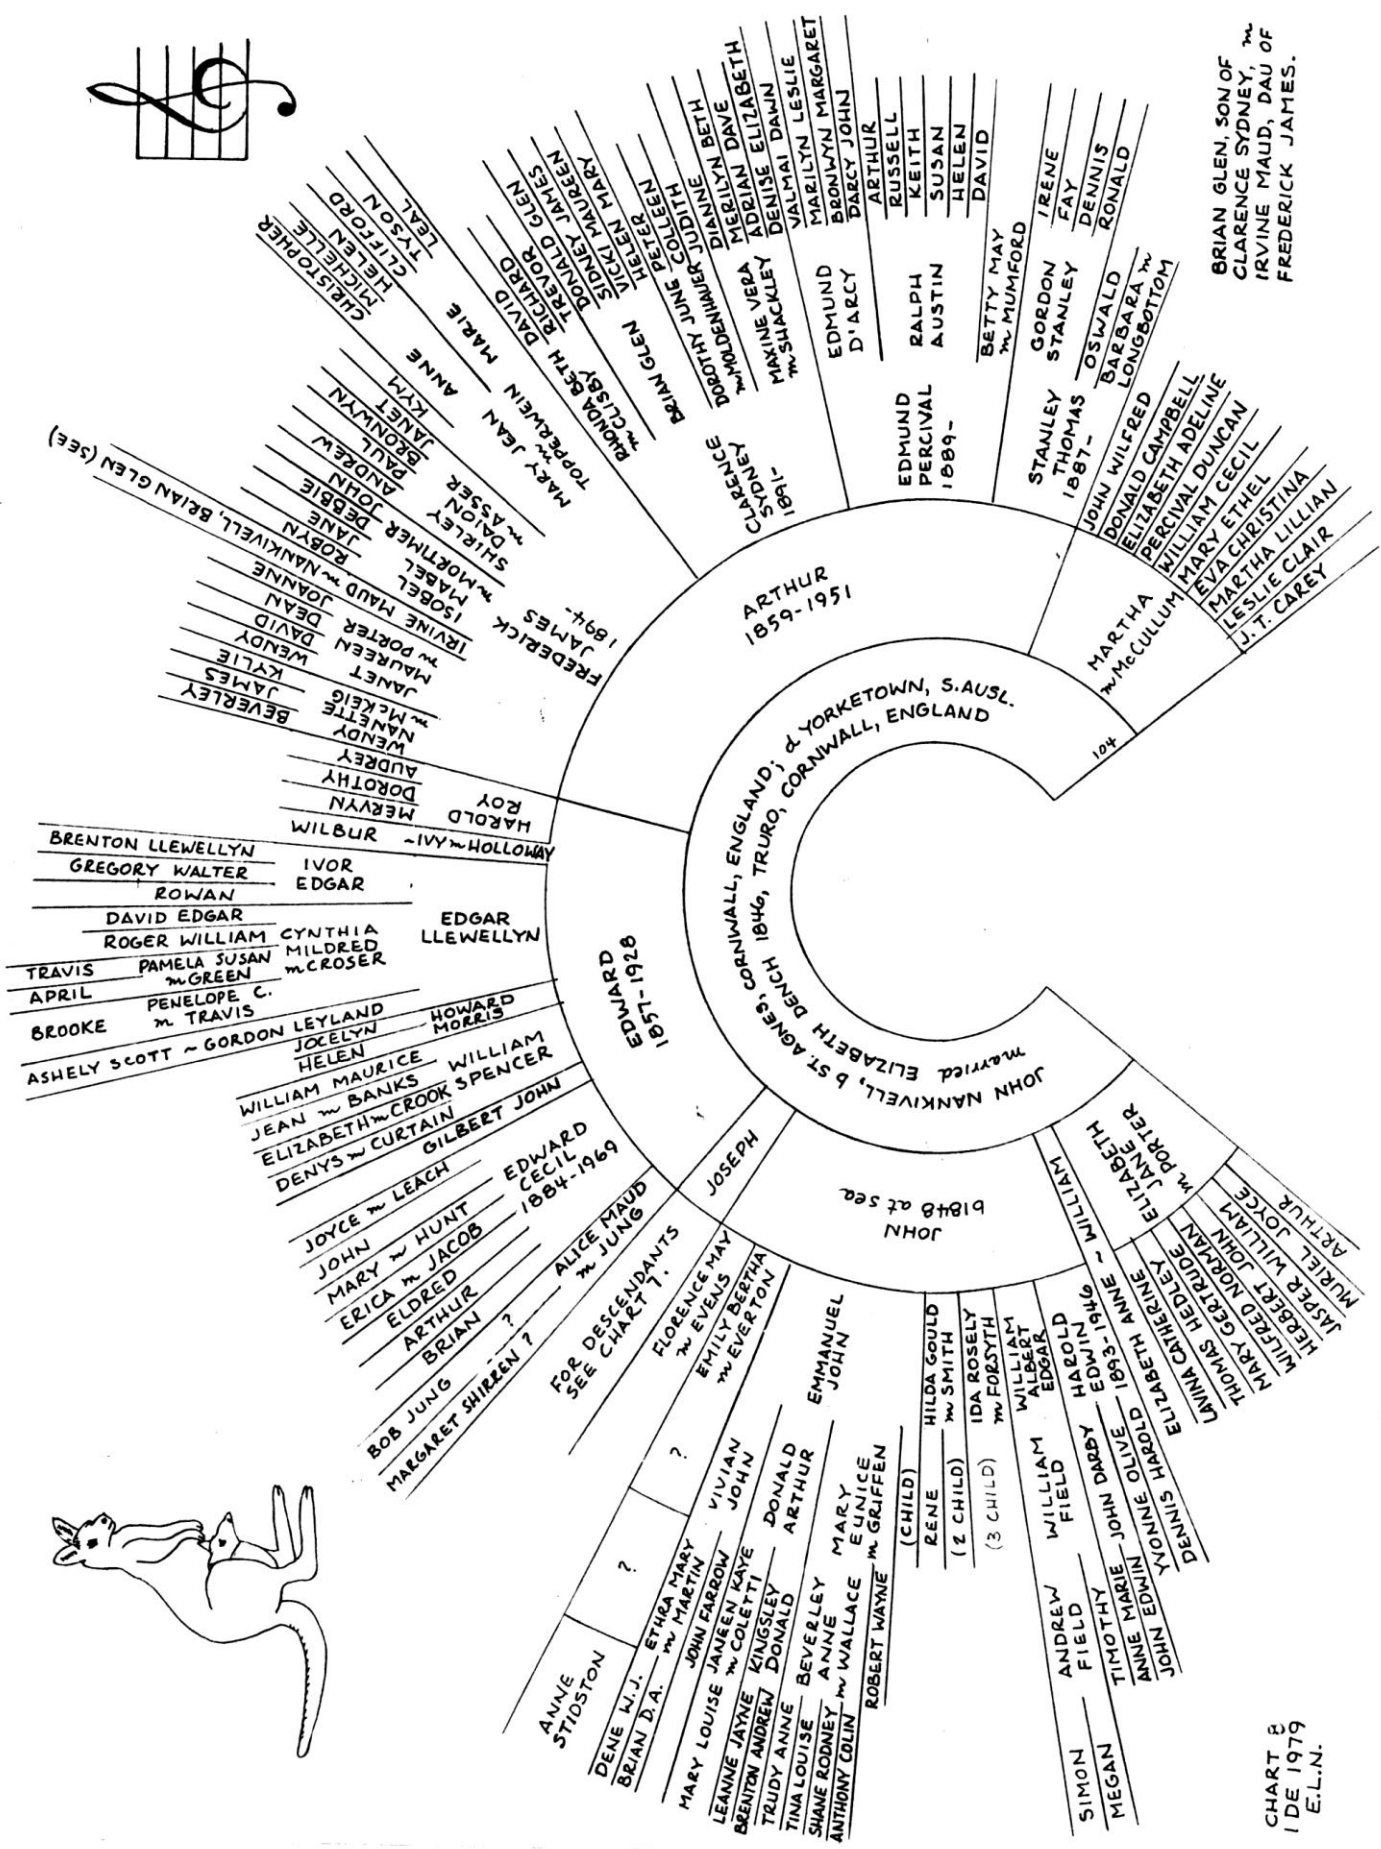 BRIAN GLEN, SON OF
CLARENCE SYDNEY, m
IRVINE MAUD, DAU OF
FREDERICK JAMES.
JOHN NANKIVELL, b ST. AGNES, CORNWALL, ENGLAND; d YORKETOWN, S.AUSL.
married ELIZABETH DENCH 1846, TRURO, CORNWALL, ENGLAND
104
MARTHA
m McCULLUM
JOHN WILFRED
DONALD CAMPBELL
ELIZABETH ADELINE
PERCIVAL DUNCAN
WILLIAM CECIL
MARY ETHEL
EVA CHRISTINA
MARTHA LILLIAN
LESLIE CLAIR
J.T. CAREY
ARTHUR
1859-1951
STANLEY
THOMAS
1887-
GORDON
STANLEY
IRENE
FAY
DENNIS
RONALD
OSWALD
BARBARA m
LONGBOTTOM
EDMUND
PERCIVAL
1889-
EDMUND
D'ARCY
VALMAI DAWN
MARILYN LESLIE
BRONWYN MARGARET
DARCY JOHN
RALPH
AUSTIN
ARTHUR
RUSSELL
KEITH
SUSAN
HELEN
DAVID
BETTY MAY
m MUMFORD
CLARENCE
SYDNEY
1891-
RHONDA BETH
m CLISBY
DAVID
RICHARD
BRIAN GLEN
TREVOR
DONALD GLEN
SIDNEY JAMES
VICKI MAUREEN
HELEN MARY
DOROTHY JUNE
m MOLDENHAUER
PETER
COLLEEN
JUDITH
MAXINE VERA
m SHACKLEY
DIANNE
MERILYN BETH
ADRIAN DAVE
DENISE ELIZABETH
FREDERICK
JAMES
1894-
MARY JEAN
m TOPPERWEIN
MARIE
LEAL
TYSON
CLIFFORD
ANNE
HELEN
MICHELLE
CHRISTOPHER
SHIRLEY
DAION
m ASSER
KYM
JANET
BRONWYN
PAUL
ANDREW
ISOBEL
MABEL
m MORTIMER
JOHN
DEBBIE
JANE
ROBYN
IRVINE MAUD m NANKIVELL, BRIAN GLEN (SEE)
JANET
MAUREEN
m PORTER
JOANNE
DEAN
DAVID
WENDY
NANETTE
m McKEIG
WENDY
KYLIE
JAMES
BEVERLEY
EDWARD
1857-1928
HAROLD
ROY
AUDREY
DOROTHY
MERVYN
WILBUR ~ IVY m HOLLOWAY
EDGAR
LLEWELLYN
IVOR
EDGAR
BRENTON LLEWELLYN
GREGORY WALTER
ROWAN
CYNTHIA
MILDRED
m CROSER
DAVID EDGAR
ROGER WILLIAM
PAMELA SUSAN
m GREEN
TRAVIS
APRIL
PENELOPE C.
m TRAVIS
BROOKE
ASHELY SCOTT ~ GORDON LEYLAND
HOWARD
MORRIS
JOCELYN
HELEN
WILLIAM
SPENCER
WILLIAM MAURICE
JEAN m BANKS
ELIZABETH m CROOK
DENYS m CURTAIN
GILBERT JOHN
EDWARD
CECIL
1884-1969
JOYCE m LEACH
JOHN
MARY m HUNT
ERICA m JACOB
ELDRED
ARTHUR
BRIAN
ALICE MAUD
m JUNG
BOB JUNG ?
MARGARET SHIRREN ?
JOSEPH
FOR DESCENDANTS
SEE CHART 7.
JOHN
b1848 at sea
FLORENCE MAY
m EVENS
EMILY BERTHA
m EVERTON
?
?
ANNE
STIDSTON
EMMANUEL
JOHN
VIVIAN
JOHN
ETHRA MARY
m MARTIN
DENE W.J.
BRIAN D.A.
JOHN FARROW
MARY LOUISE
DONALD
ARTHUR
JANEEN KAYE
m COLETTI
LEANNE JAYNE
KINGSLEY
DONALD
BRENTON ANDREW
TRUDY ANNE
MARY
EUNICE
m GRIFFEN
BEVERLEY
ANNE
m WALLACE
TINA LOUISE
SHANE RODNEY
ANTHONY COLIN
ROBERT WAYNE
HILDA GOULD
m SMITH
(CHILD)
RENE
IDA ROSELY
m FORSYTH
(2 CHILD)
(3 CHILD)
WILLIAM
ALBERT
EDGAR
WILLIAM
FIELD
ANDREW
FIELD
SIMON
MEGAN
HAROLD
EDWIN
1893-1946
JOHN DARBY
TIMOTHY
ANNE MARIE
JOHN EDWIN
YVONNE OLIVE
DENNIS HAROLD
ELIZABETH ANNE ~ WILLIAM
ELIZABETH
JANE
m PORTER
LAVINA CATHERINE
THOMAS HEDLEY
MARY GERTRUDE
WILFRED NORMAN
HERBERT JOHN
JASPER WILLIAM
MURIEL JOYCE
ARTHUR
CHART 8
1 DE 1979
E.L.N.